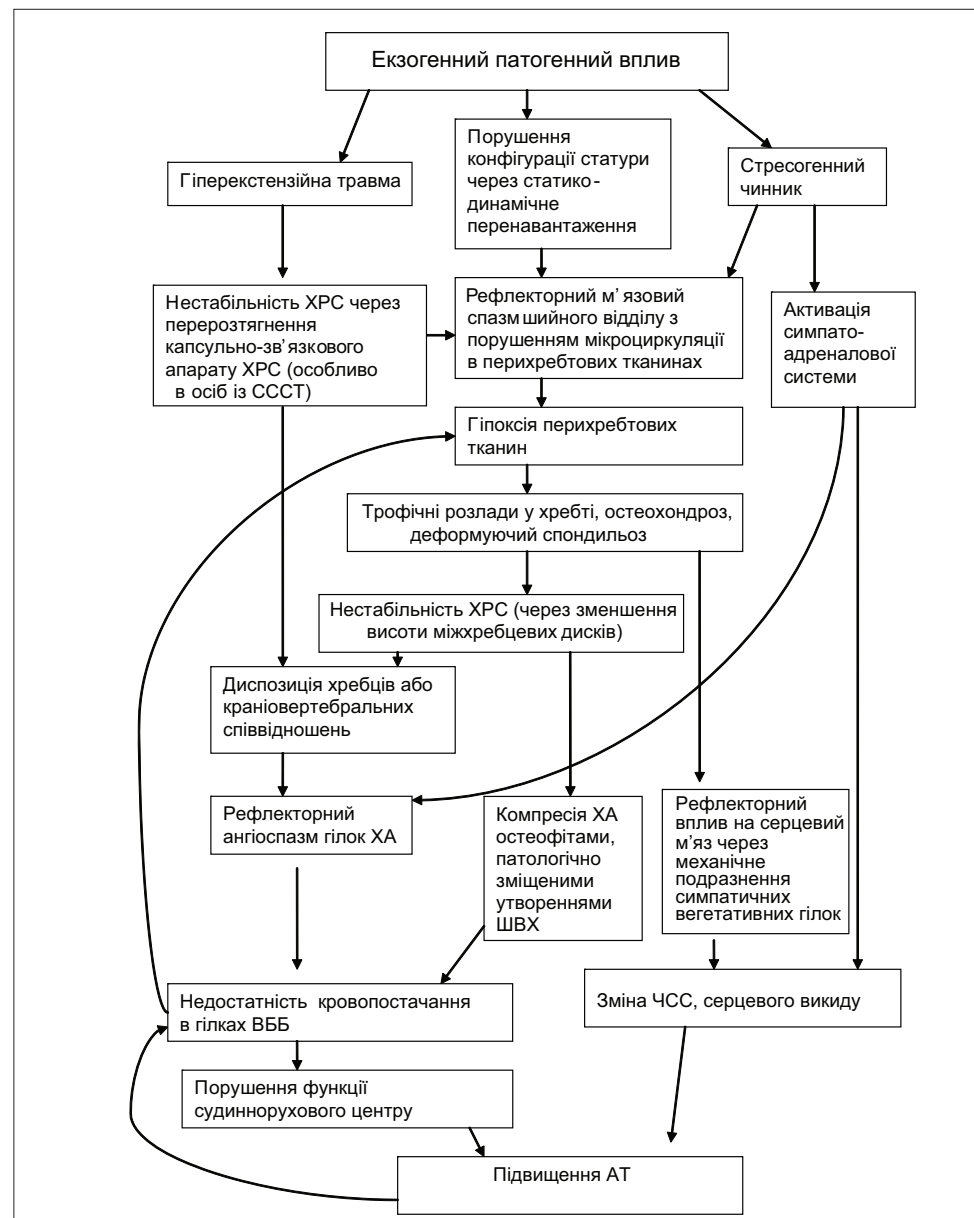 Екзогенний патогенний вплив
Гіперекстензійна травма
Порушення
конфігурації статури
через статико-
динамічне
перенавантаження
Стресогенний
чинник
Нестабільність ХРС через
перерозтягнення
капсульно-зв'язкового
апарату ХРС (особливо
в осіб із СССТ)
Рефлекторний м' язовий
спазм шийного відділу з
порушенням мікроциркуляції
в перихребтових тканинах
Активація
симпато-
адреналової
системи
Гіпоксія перихребтових
тканин
Трофічні розлади у хребті, остеохондроз,
деформуючий спондильоз
Нестабільність ХРС (через зменшення
висоти міжхребцевих дисків)
Диспозиція хребців або
краніовертебральних
співвідношень
Рефлекторний
ангіоспазм гілок ХА
Компресія ХА
остеофітами,
патологічно
зміщеними
утвореннями
ШВХ
Рефлекторний
вплив на серцевий
м'яз через
механічне
подразнення
симпатичних
вегетативних гілок
Недостатність кровопостачання
в гілках ВББ
Зміна ЧСС, серцевого викиду
Порушення функції
судиннорухового центру
Підвищення АТ